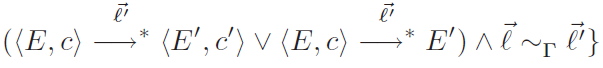 (⟨E, c⟩ →^{ℓ⃗′}* ⟨E′, c′⟩ ∨ ⟨E, c⟩ →^{ℓ⃗′}* E′) ∧ ℓ⃗ ∼_Γ ℓ⃗′}